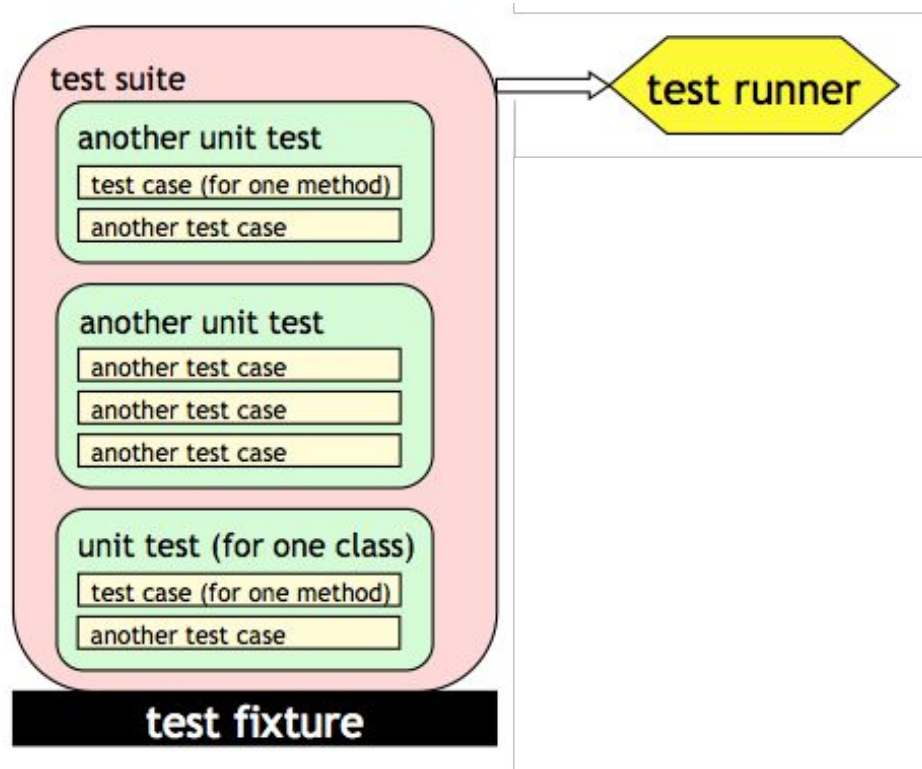 test suite
test runner
another unit test
test case (for one method)
another test case
another unit test
another test case
another test case
another test case
unit test (for one class)
test case (for one method)
another test case
test fixture